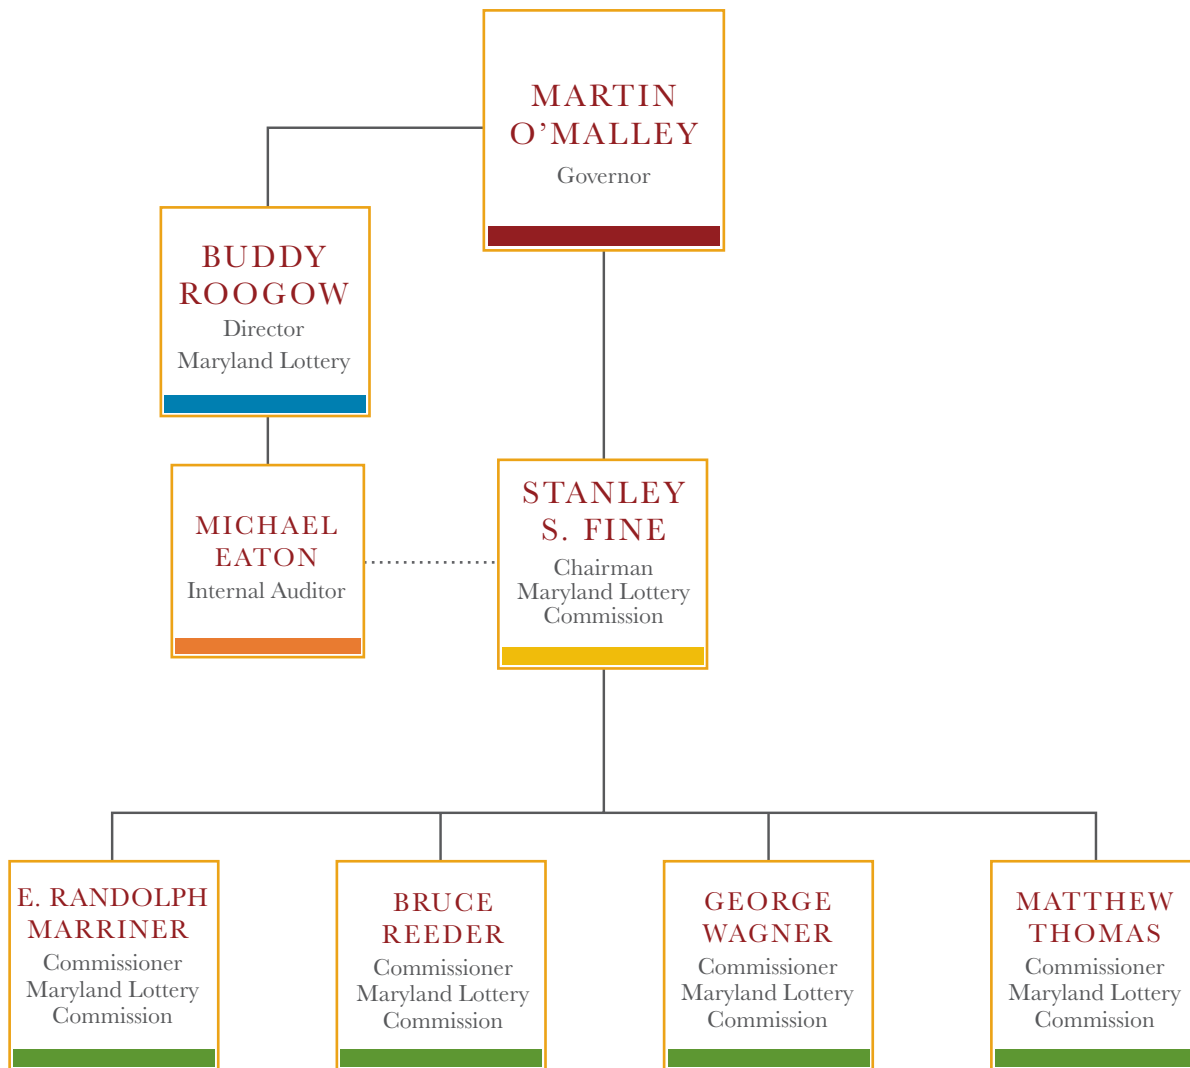 MARTIN
O’MALLEY
Governor
BUDDY
ROOGOW
Director
Maryland Lottery
MICHAEL
EATON
Internal Auditor
STANLEY
S. FINE
Chairman
Maryland Lottery
Commission
E. RANDOLPH
MARRINER
Commissioner
Maryland Lottery
Commission
BRUCE
REEDER
Commissioner
Maryland Lottery
Commission
GEORGE
WAGNER
Commissioner
Maryland Lottery
Commission
MATTHEW
THOMAS
Commissioner
Maryland Lottery
Commission